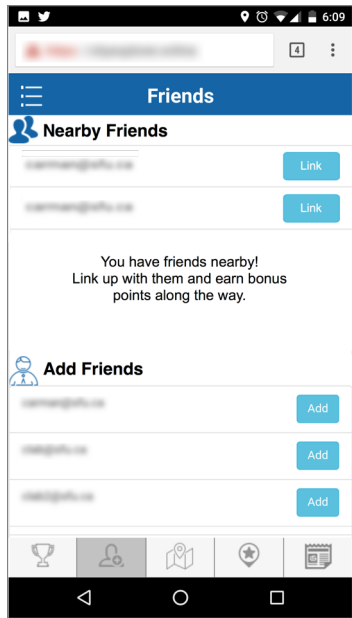 6:09
4
Friends
Nearby Friends
Link
Link
You have friends nearby!
Link up with them and earn bonus
points along the way.
Add Friends
Add
Add
Add